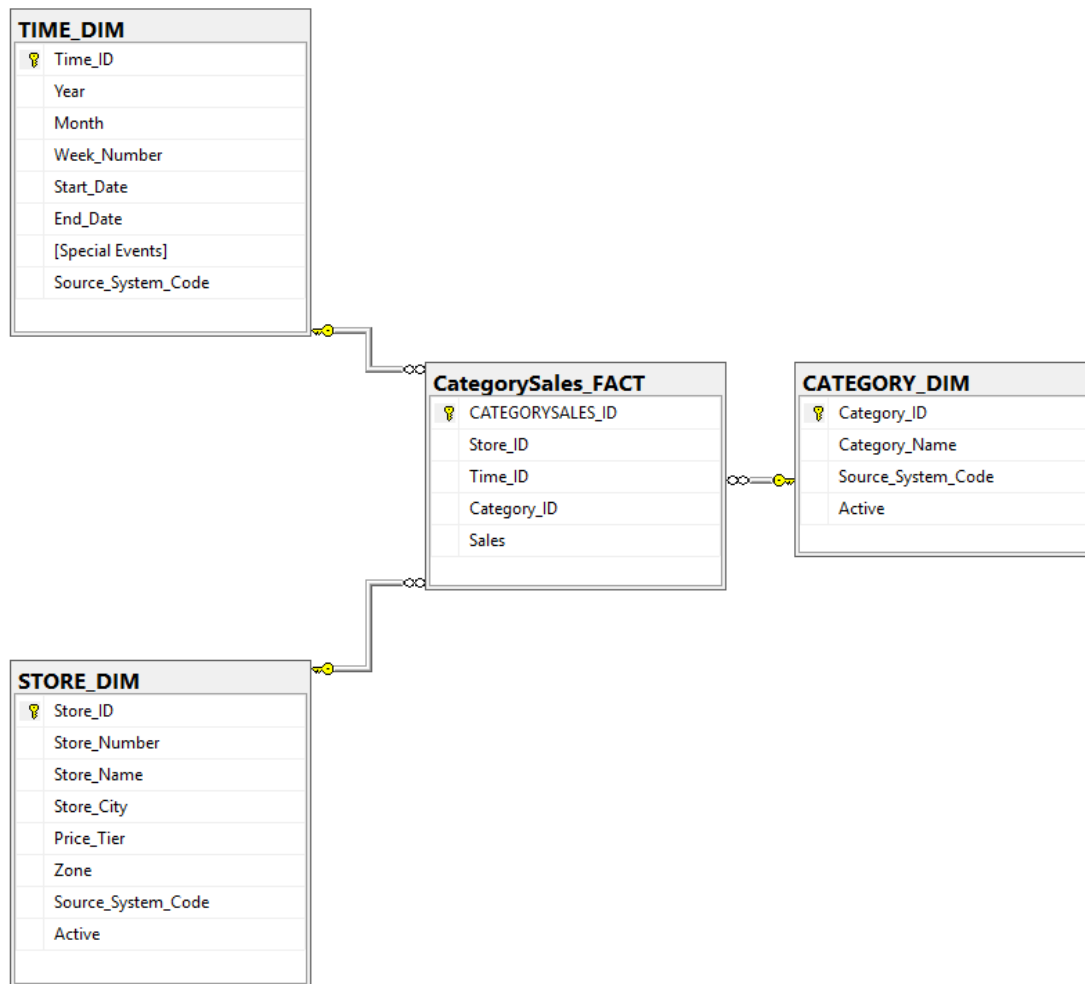 TIME_DIM
Time_ID
Year
Month
Week_Number
Start_Date
End_Date
[Special Events]
Source_System_Code
CategorySales_FACT
CATEGORYSALES_ID
Store_ID
Time_ID
Category_ID
Sales
CATEGORY_DIM
Category_ID
Category_Name
Source_System_Code
Active
STORE_DIM
Store_ID
Store_Number
Store_Name
Store_City
Price_Tier
Zone
Source_System_Code
Active